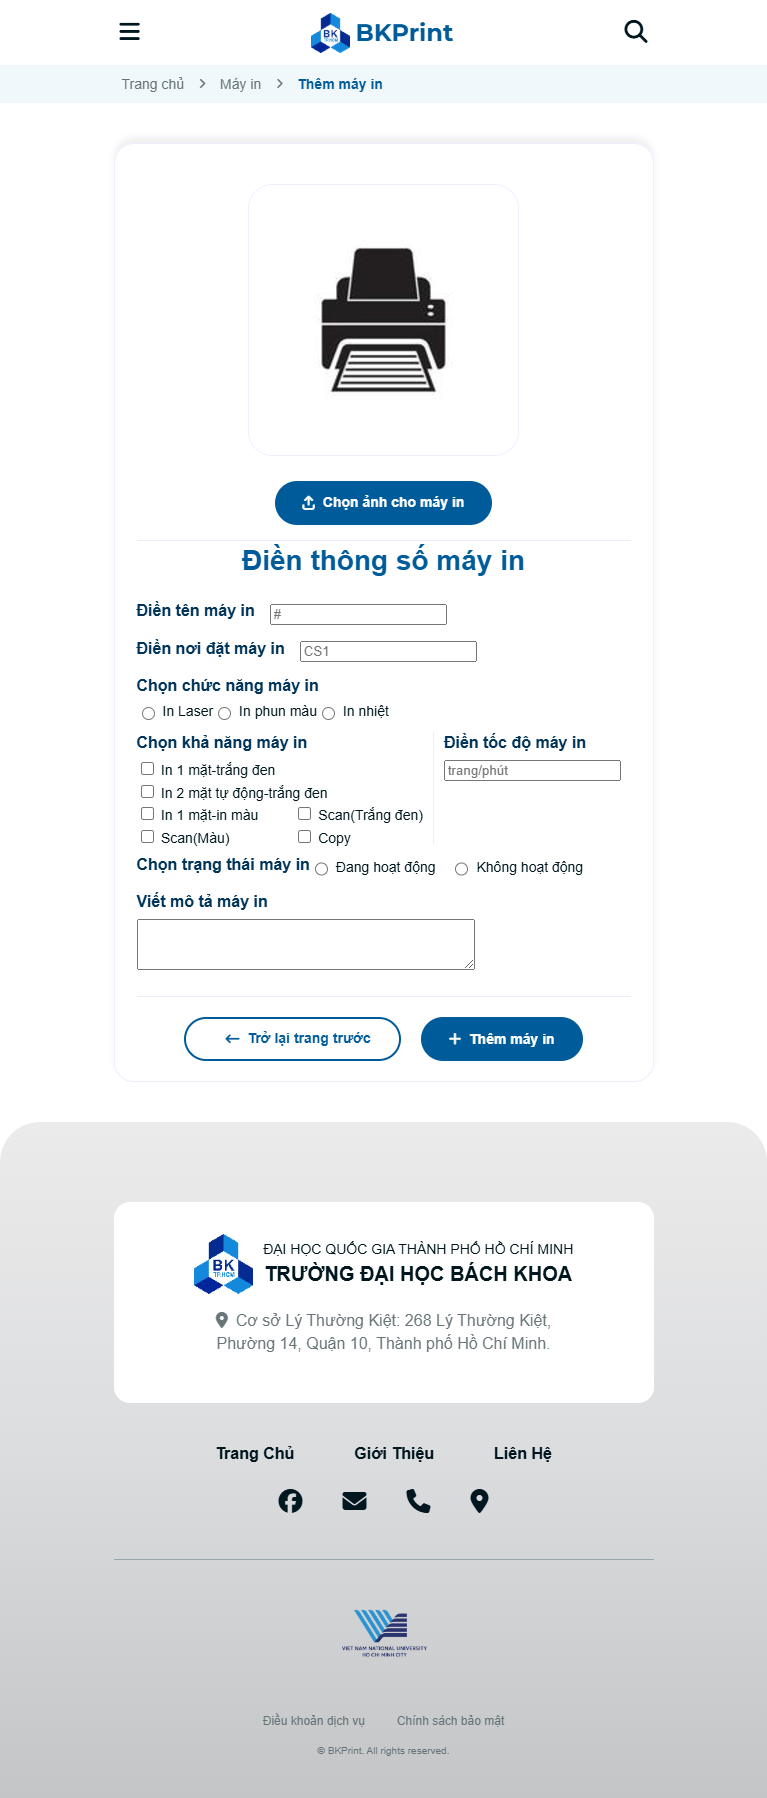 BK
TP.HCM
BKPrint
Trang chủ > Máy in > Thêm máy in
Chọn ảnh cho máy in
Điền thông số máy in
Điền tên máy in #
Điền nơi đặt máy in CS1
Chọn chức năng máy in
In Laser In phun màu In nhiệt
Chọn khả năng máy in
In 1 mặt-trắng đen
In 2 mặt tự động-trắng đen
In 1 mặt-in màu Scan(Trắng đen)
Scan(Màu) Copy
Điền tốc độ máy in
trang/phút
Chọn trạng thái máy in Đang hoạt động Không hoạt động
Viết mô tả máy in
Trở lại trang trước Thêm máy in
BK
TP.HCM
ĐẠI HỌC QUỐC GIA THÀNH PHỐ HỒ CHÍ MINH
TRƯỜNG ĐẠI HỌC BÁCH KHOA
Cơ sở Lý Thường Kiệt: 268 Lý Thường Kiệt,
Phường 14, Quận 10, Thành phố Hồ Chí Minh.
Trang Chủ Giới Thiệu Liên Hệ
VIET NAM NATIONAL UNIVERSITY
HO CHI MINH CITY
Điều khoản dịch vụ Chính sách bảo mật
© BKPrint. All rights reserved.